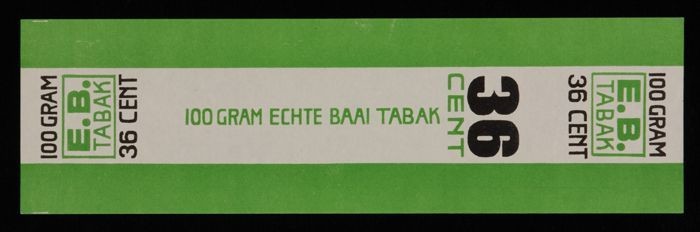 100 GRAM
E.B.
TABAK
36 CENT
100 GRAM ECHTE BAAI TABAK
CENT
36
100 GRAM
E.B.
TABAK
36 CENT